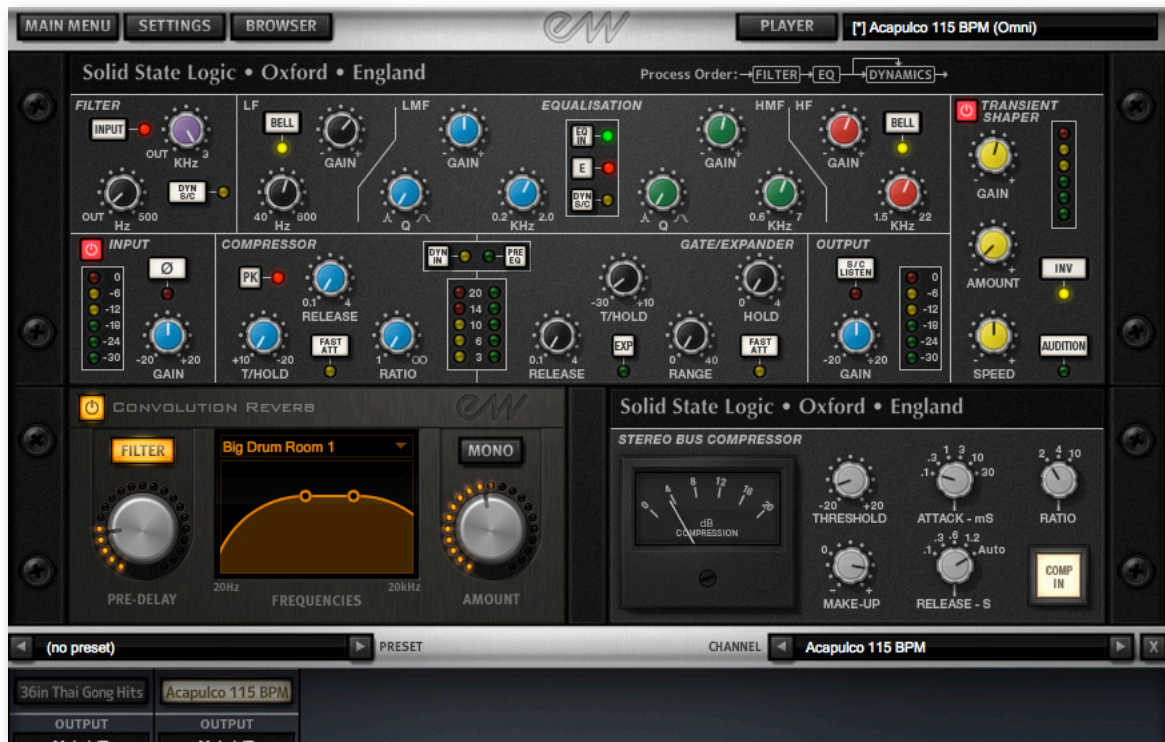 MAIN MENU SETTINGS BROWSER EW PLAYER [*] Acapulco 115 BPM (Omni)
Solid State Logic • Oxford • England Process Order: FILTER EQ DYNAMICS
FILTER LF LMF EQUALISATION HMF HF TRANSIENT SHAPER
INPUT OUT 3 KHz
BELL - + GAIN
- + GAIN
EQ IN
E
DYN S/C
- + GAIN
- + GAIN BELL
- + GAIN
DYN S/C
OUT 500 Hz
40 800 Hz
Q
0.2 2.0 KHz
Q
0.6 7 KHz
1.5 22 KHz
- + AMOUNT
INV
- + SPEED
AUDITION
INPUT COMPRESSOR DYN IN PRE EQ GATE/EXPANDER OUTPUT
Ø
0
-6
-12
-18
-24
-30
-20 +20
GAIN
PK
0.1 4
RELEASE
+10 -20
T/HOLD
FAST ATT
1 ∞
RATIO
20
14
10
6
3
-30 +10
T/HOLD
0 4
HOLD
0.1 4
RELEASE
EXP
0 40
RANGE
FAST ATT
S/C LISTEN
-20 +20
GAIN
0
-6
-12
-18
-24
-30
CONVOLUTION REVERB EW
FILTER
PRE-DELAY
Big Drum Room 1
20Hz 20kHz
FREQUENCIES
MONO
AMOUNT
Solid State Logic • Oxford • England
STEREO BUS COMPRESSOR
0 4 8 12 16 20
dB
COMPRESSION
-20 +20
THRESHOLD
.1 .3 1 3 10 30
ATTACK - mS
2 4 10
RATIO
0 - +
MAKE-UP
.1 .3 .6 1.2 Auto
RELEASE - S
COMP IN
(no preset) PRESET CHANNEL Acapulco 115 BPM X
36in Thai Gong Hits Acapulco 115 BPM
OUTPUT OUTPUT